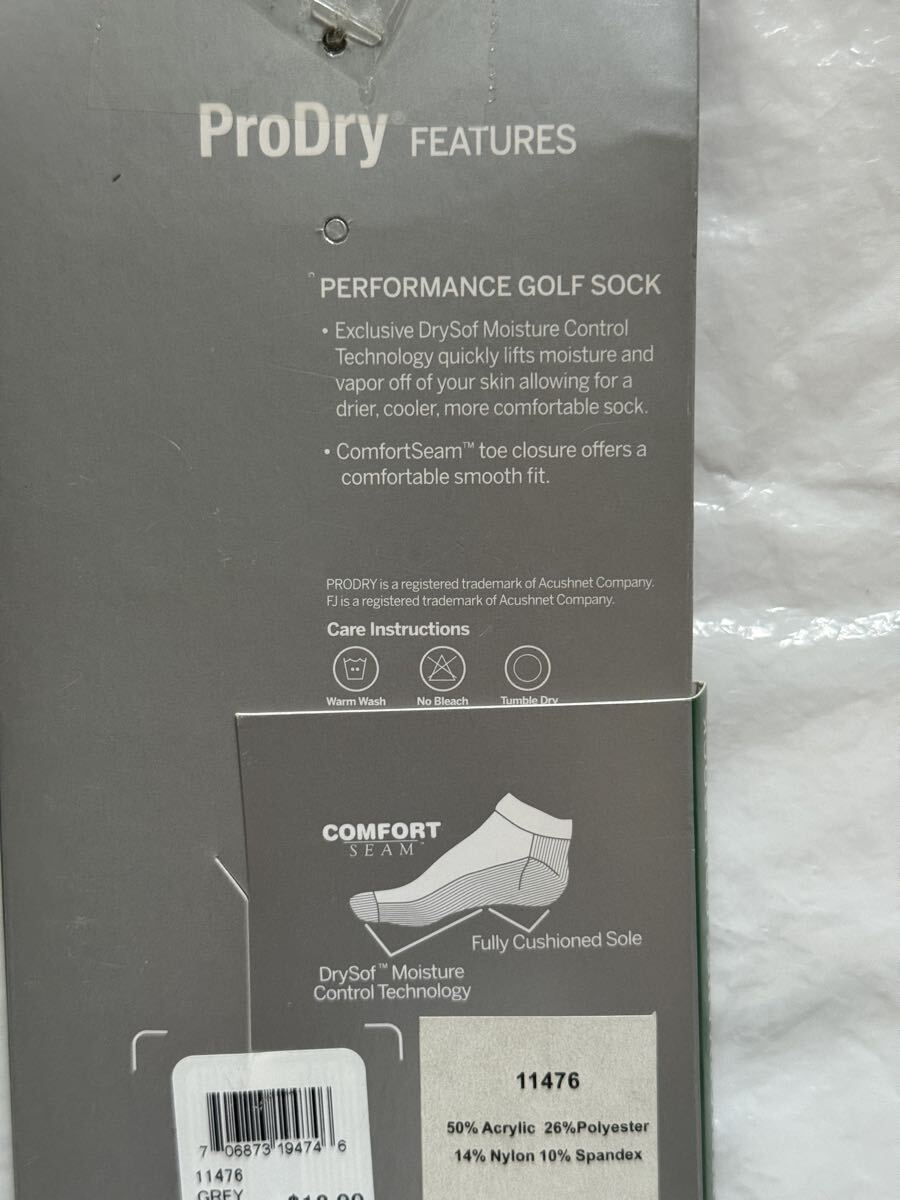 ProDry® FEATURES
PERFORMANCE GOLF SOCK
• Exclusive DrySof Moisture Control
Technology quickly lifts moisture and
vapor off of your skin allowing for a
drier, cooler, more comfortable sock.
• ComfortSeam™ toe closure offers a
comfortable smooth fit.
PRODRY is a registered trademark of Acushnet Company.
FJ is a registered trademark of Acushnet Company.
Care Instructions
Warm Wash No Bleach Tumble Dry
COMFORT
SEAM™
Fully Cushioned Sole
DrySof™ Moisture
Control Technology
11476
50% Acrylic 26%Polyester
14% Nylon 10% Spandex
7 06873 19474 6
11476
GREY